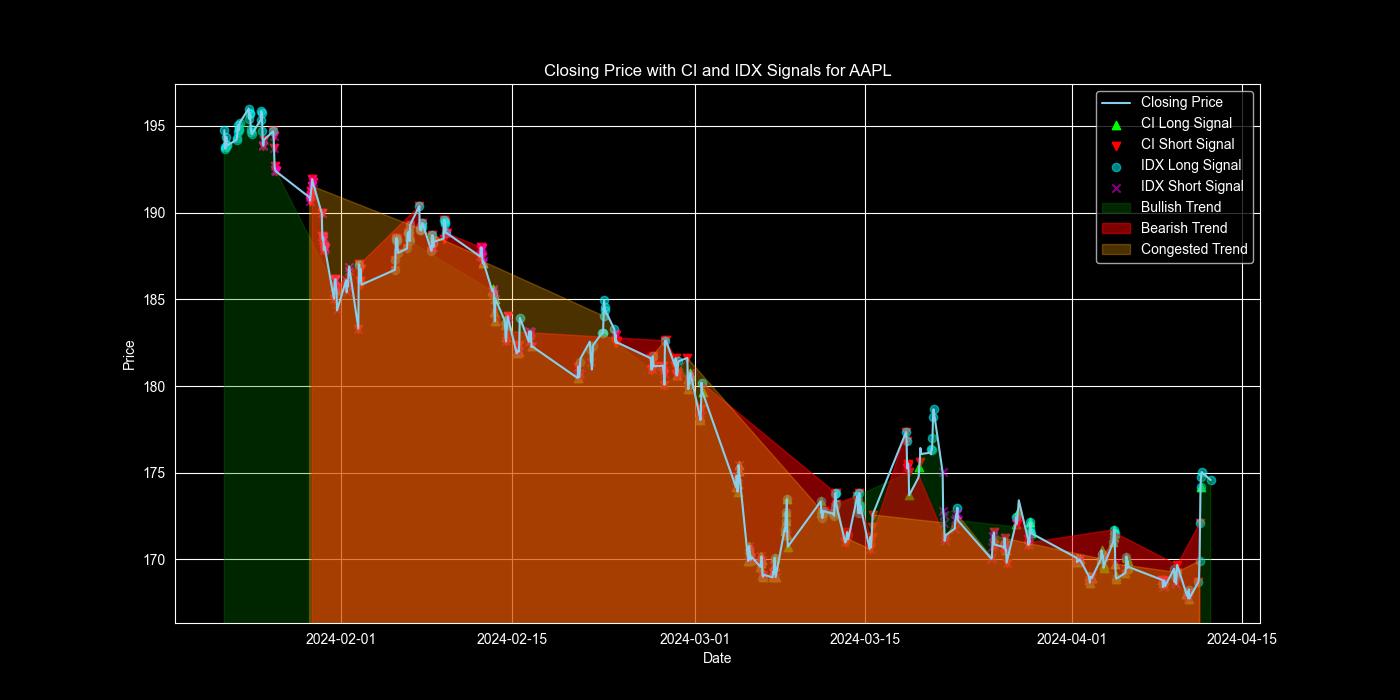 Closing Price with CI and IDX Signals for AAPL
Closing Price
CI Long Signal
CI Short Signal
IDX Long Signal
IDX Short Signal
Bullish Trend
Bearish Trend
Congested Trend
Price
195
190
185
180
175
170
2024-02-01
2024-02-15
2024-03-01
2024-03-15
2024-04-01
2024-04-15
Date